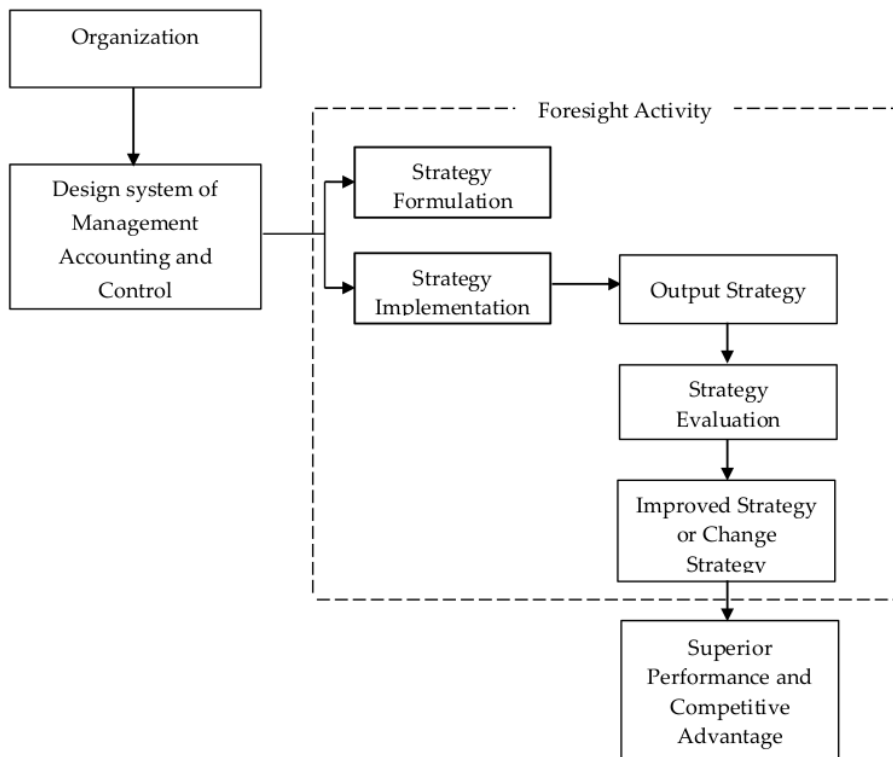 Organization
Foresight Activity
Design system of
Management
Accounting and
Control
Strategy
Formulation
Strategy
Implementation
Output Strategy
Strategy
Evaluation
Improved Strategy
or Change
Strategy
Superior
Performance and
Competitive
Advantage